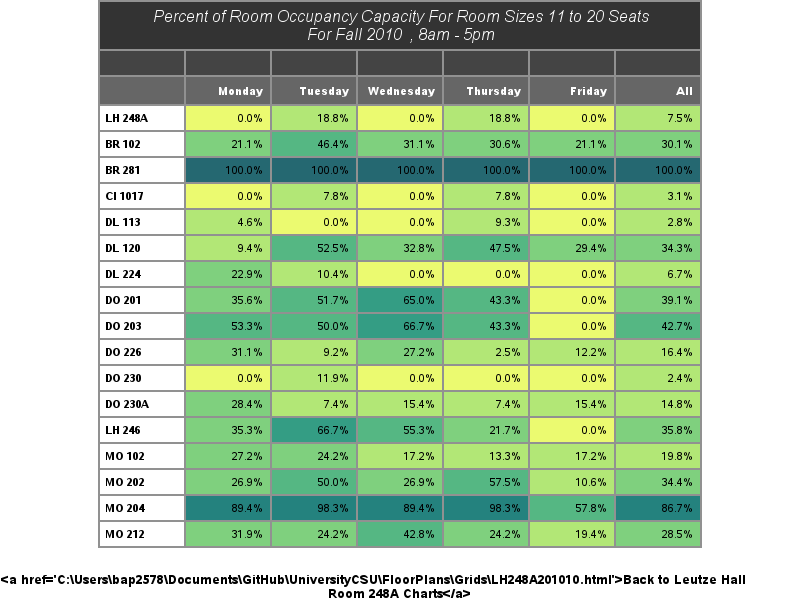 Percent of Room Occupancy Capacity For Room Sizes 11 to 20 Seats
For Fall 2010 , 8am - 5pm
Monday Tuesday Wednesday Thursday Friday All
LH 248A 0.0% 18.8% 0.0% 18.8% 0.0% 7.5%
BR 102 21.1% 46.4% 31.1% 30.6% 21.1% 30.1%
BR 281 100.0% 100.0% 100.0% 100.0% 100.0% 100.0%
CI 1017 0.0% 7.8% 0.0% 7.8% 0.0% 3.1%
DL 113 4.6% 0.0% 0.0% 9.3% 0.0% 2.8%
DL 120 9.4% 52.5% 32.8% 47.5% 29.4% 34.3%
DL 224 22.9% 10.4% 0.0% 0.0% 0.0% 6.7%
DO 201 35.6% 51.7% 65.0% 43.3% 0.0% 39.1%
DO 203 53.3% 50.0% 66.7% 43.3% 0.0% 42.7%
DO 226 31.1% 9.2% 27.2% 2.5% 12.2% 16.4%
DO 230 0.0% 11.9% 0.0% 0.0% 0.0% 2.4%
DO 230A 28.4% 7.4% 15.4% 7.4% 15.4% 14.8%
LH 246 35.3% 66.7% 55.3% 21.7% 0.0% 35.8%
MO 102 27.2% 24.2% 17.2% 13.3% 17.2% 19.8%
MO 202 26.9% 50.0% 26.9% 57.5% 10.6% 34.4%
MO 204 89.4% 98.3% 89.4% 98.3% 57.8% 86.7%
MO 212 31.9% 24.2% 42.8% 24.2% 19.4% 28.5%
<a href='C:\Users\bap2578\Documents\GitHub\UniversityCSU\FloorPlans\Grids\LH248A201010.html'>Back to Leutze Hall
Room 248A Charts</a>